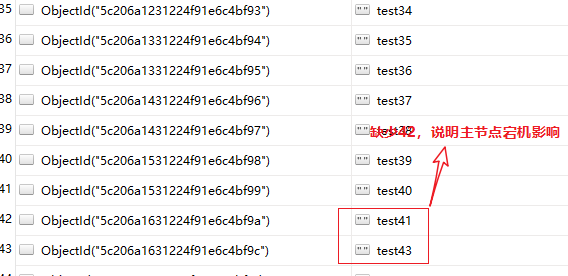 35 ObjectId("5c206a1231224f91e6c4bf93") "" test34
36 ObjectId("5c206a1331224f91e6c4bf94") "" test35
37 ObjectId("5c206a1331224f91e6c4bf95") "" test36
38 ObjectId("5c206a1431224f91e6c4bf96") "" test37
39 ObjectId("5c206a1431224f91e6c4bf97") "" test38
缺少42，说明主节点宕机影响
40 ObjectId("5c206a1531224f91e6c4bf98") "" test39
41 ObjectId("5c206a1531224f91e6c4bf99") "" test40
42 ObjectId("5c206a1631224f91e6c4bf9a") "" test41
43 ObjectId("5c206a1631224f91e6c4bf9c") "" test43